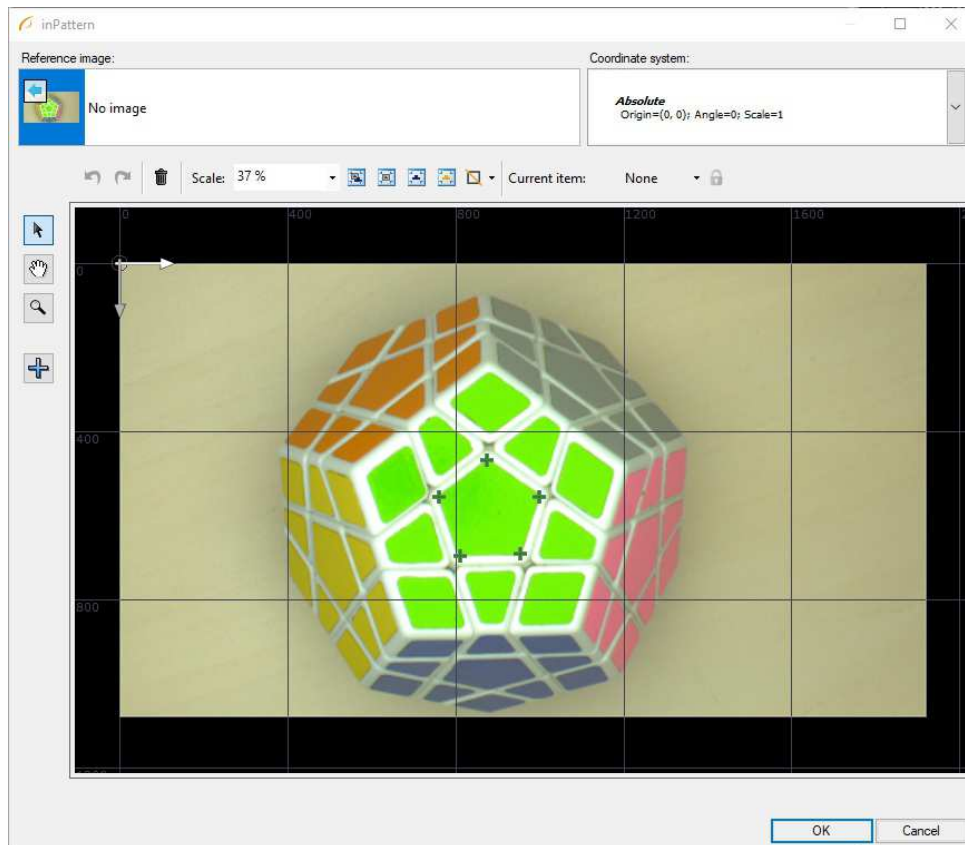 inPattern
Reference image:
Coordinate system:
No image
Absolute
Origin=(0, 0); Angle=0; Scale=1
Scale: 37 % Current item: None
0 400 800 1200 1600
0
400
800
OK Cancel